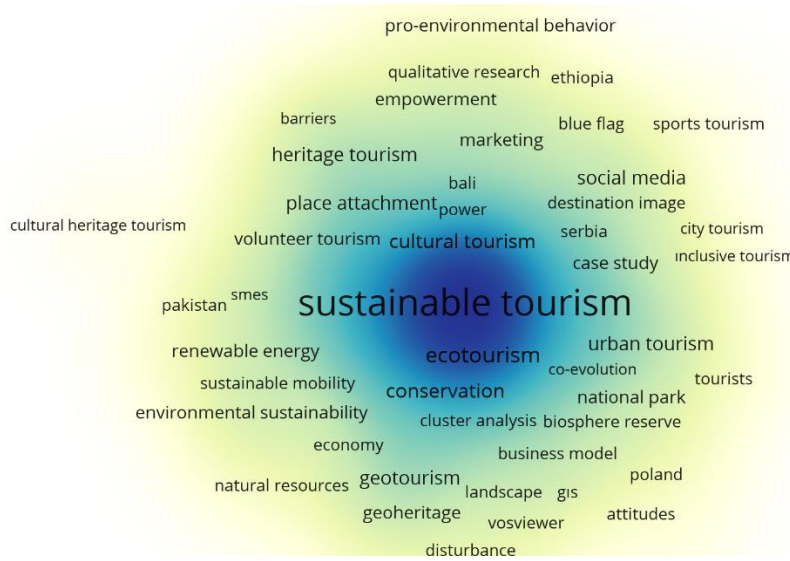 pro-environmental behavior
qualitative research
ethiopia
empowerment
barriers
blue flag
sports tourism
marketing
heritage tourism
bali
social media
place attachment
power
destination image
cultural heritage tourism
volunteer tourism
cultural tourism
serbia
city tourism
case study
inclusive tourism
pakistan
smes
sustainable tourism
renewable energy
ecotourism
urban tourism
co-evolution
tourists
sustainable mobility
conservation
national park
environmental sustainability
cluster analysis
biosphere reserve
economy
business model
natural resources
geotourism
landscape
gis
poland
geoheritage
vosviewer
attitudes
disturbance